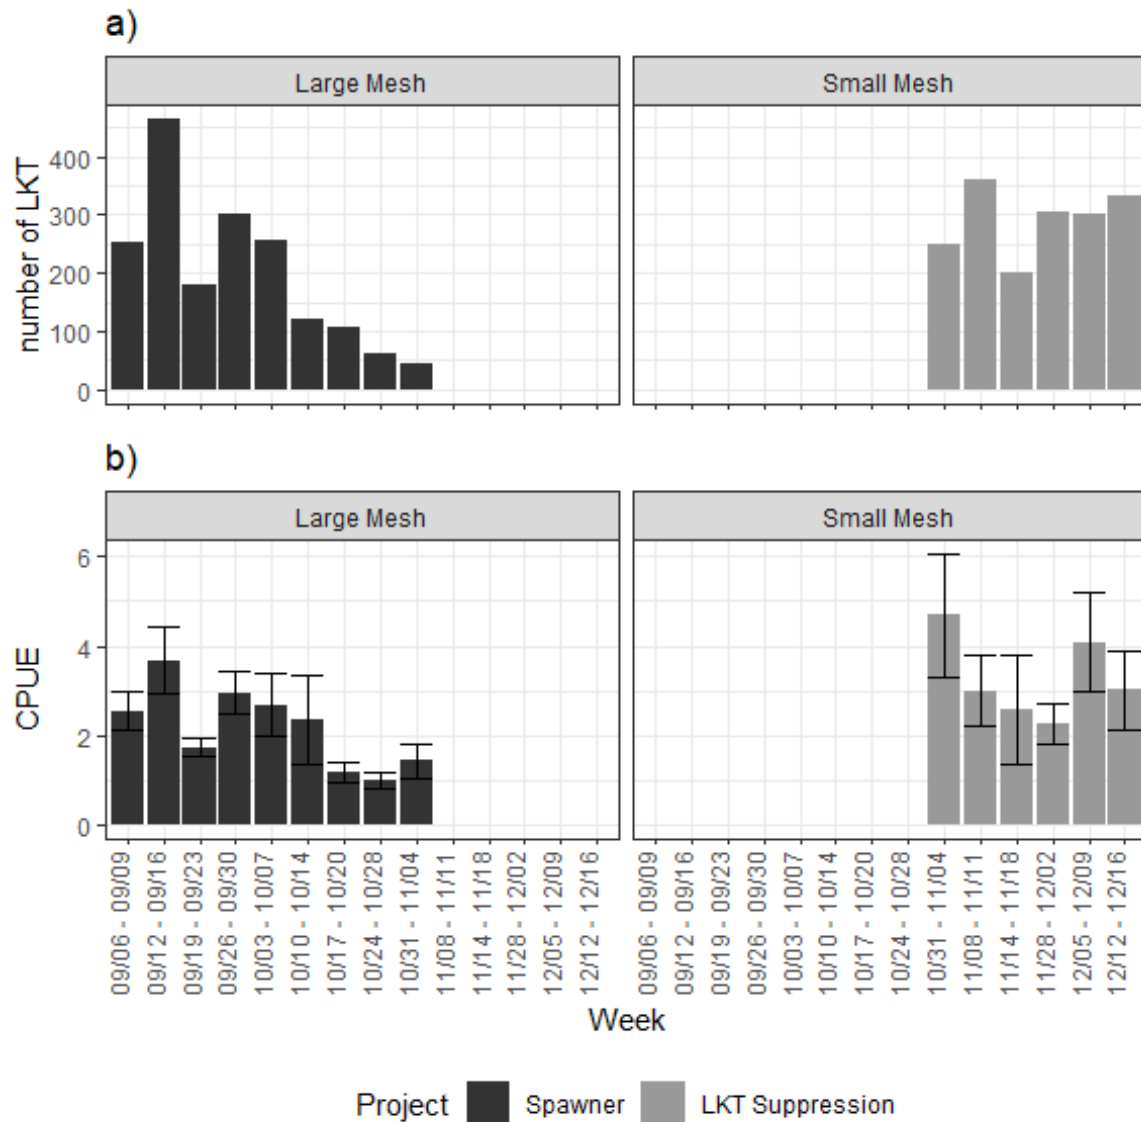 a)
Large Mesh
Small Mesh
number of LKT
400
300
200
100
0
b)
Large Mesh
Small Mesh
CPUE
6
4
2
0
09/06 - 09/09
09/12 - 09/16
09/19 - 09/23
09/26 - 09/30
10/03 - 10/07
10/10 - 10/14
10/17 - 10/20
10/24 - 10/28
10/31 - 11/04
11/08 - 11/11
11/14 - 11/18
11/28 - 12/02
12/05 - 12/09
12/12 - 12/16
09/06 - 09/09
09/12 - 09/16
09/19 - 09/23
09/26 - 09/30
10/03 - 10/07
10/10 - 10/14
10/17 - 10/20
10/24 - 10/28
10/31 - 11/04
11/08 - 11/11
11/14 - 11/18
11/28 - 12/02
12/05 - 12/09
12/12 - 12/16
Week
Project Spawner LKT Suppression